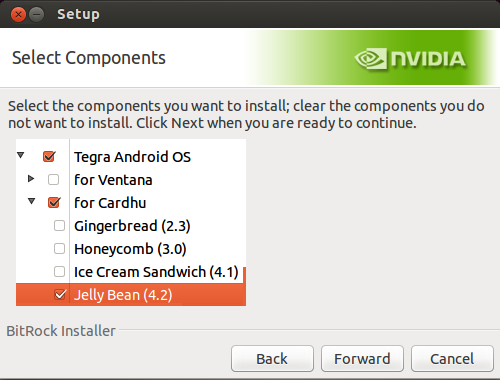 Setup
Select Components
NVIDIA
Select the components you want to install; clear the components you do
not want to install. Click Next when you are ready to continue.
Tegra Android OS
for Ventana
for Cardhu
Gingerbread (2.3)
Honeycomb (3.0)
Ice Cream Sandwich (4.1)
Jelly Bean (4.2)
BitRock Installer
Back
Forward
Cancel